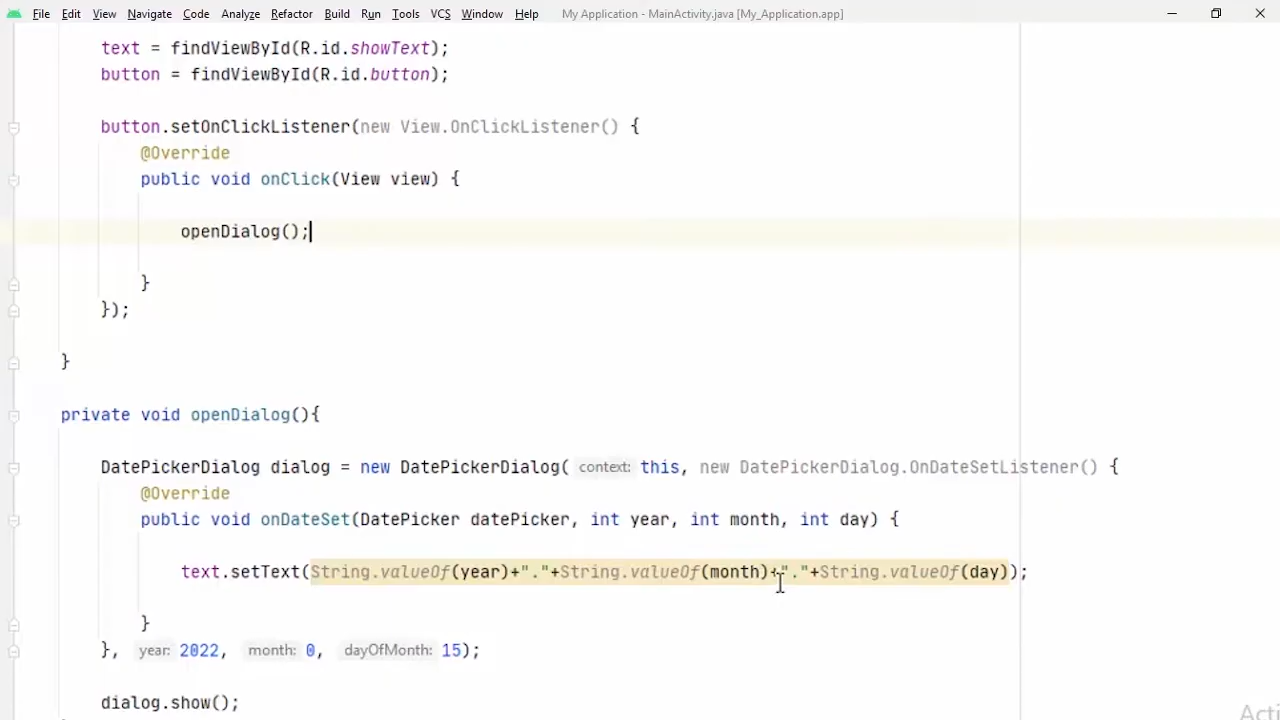 File Edit View Navigate Code Analyze Refactor Build Run Tools VCS Window Help My Application - MainActivity.java [My_Application.app]
text = findViewById(R.id.showText);
button = findViewById(R.id.button);
button.setOnClickListener(new View.OnClickListener() {
@Override
public void onClick(View view) {
openDialog();
}
});
}
private void openDialog(){
DatePickerDialog dialog = new DatePickerDialog( context: this, new DatePickerDialog.OnDateSetListener() {
@Override
public void onDateSet(DatePicker datePicker, int year, int month, int day) {
text.setText(String.valueOf(year)+"."+String.valueOf(month)+"."+String.valueOf(day));
}
}, year: 2022, month: 0, dayOfMonth: 15);
dialog.show();